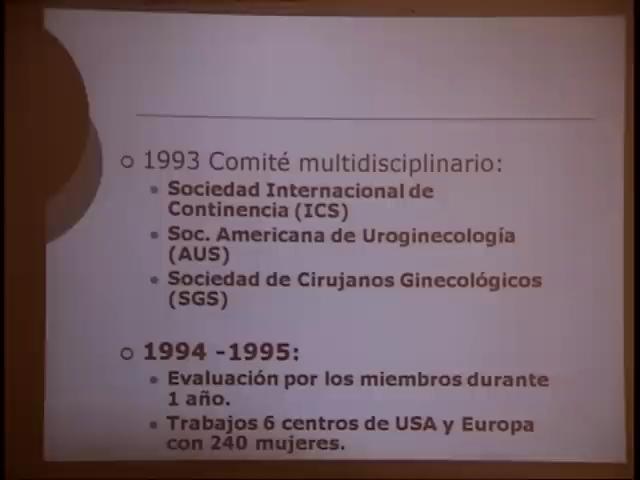 1993 Comité multidisciplinario:
Sociedad Internacional de
Continencia (ICS)
Soc. Americana de Uroginecología
(AUS)
Sociedad de Cirujanos Ginecológicos
(SGS)
1994 -1995:
Evaluación por los miembros durante
1 año.
Trabajos 6 centros de USA y Europa
con 240 mujeres.